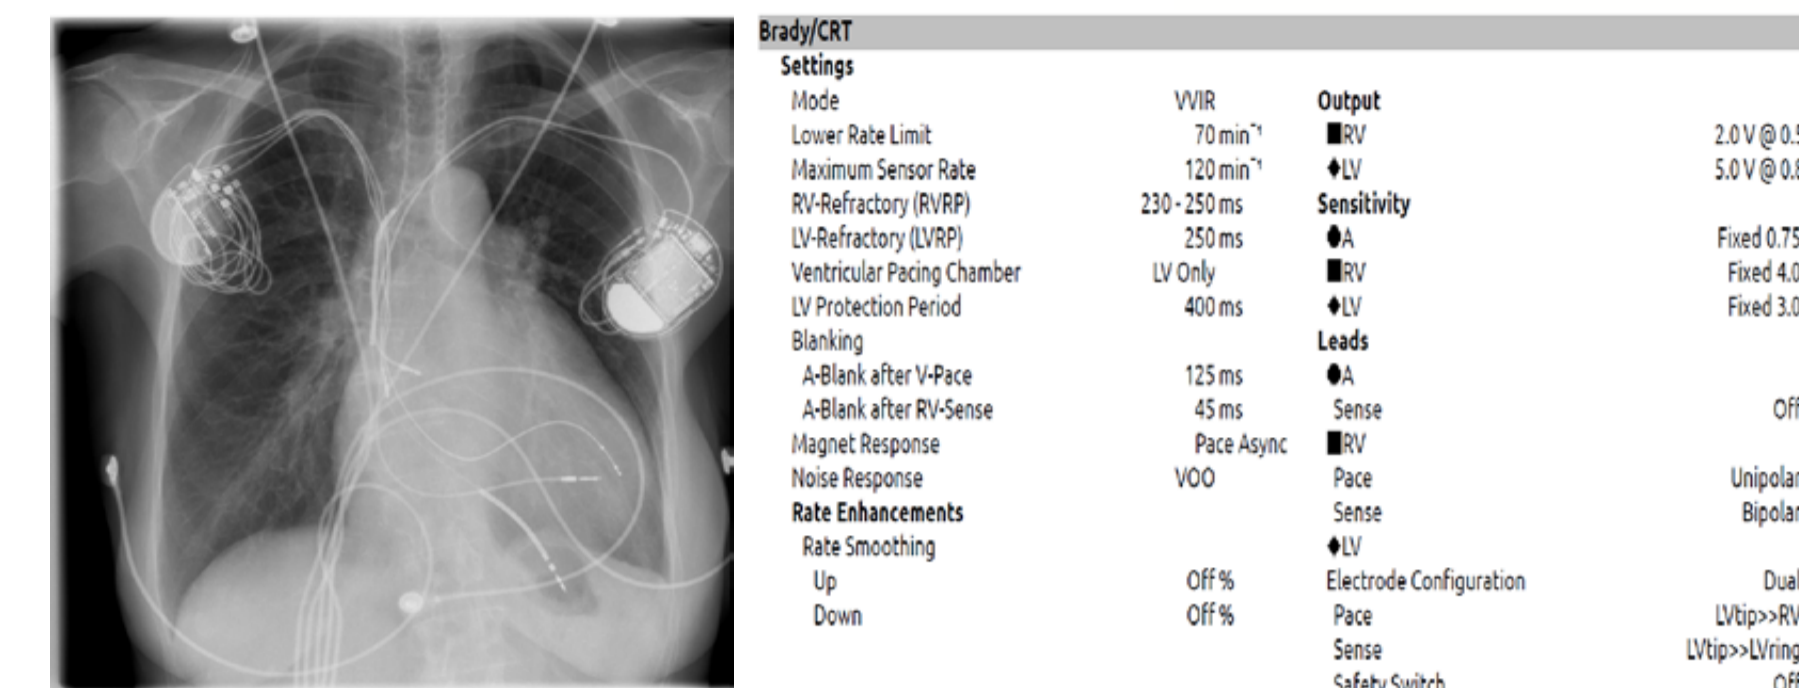 Brady/CRT
Settings
Mode VVIR
Lower Rate Limit 70 min⁻¹
Maximum Sensor Rate 120 min⁻¹
RV-Refractory (RVRP) 230 - 250 ms
LV-Refractory (LVRP) 250 ms
Ventricular Pacing Chamber LV Only
LV Protection Period 400 ms
Blanking
A-Blank after V-Pace 125 ms
A-Blank after RV-Sense 45 ms
Magnet Response Pace Async
Noise Response VOO
Rate Enhancements
Rate Smoothing
Up Off %
Down Off %
Output
■RV 2.0 V @ 0.5
♦LV 5.0 V @ 0.8
Sensitivity
●A Fixed 0.75
■RV Fixed 4.0
♦LV Fixed 3.0
Leads
●A
Sense Off
■RV
Pace Unipolar
Sense Bipolar
♦LV
Electrode Configuration Dual
Pace LVtip>>RV
Sense LVtip>>LVring
Safety Switch Off